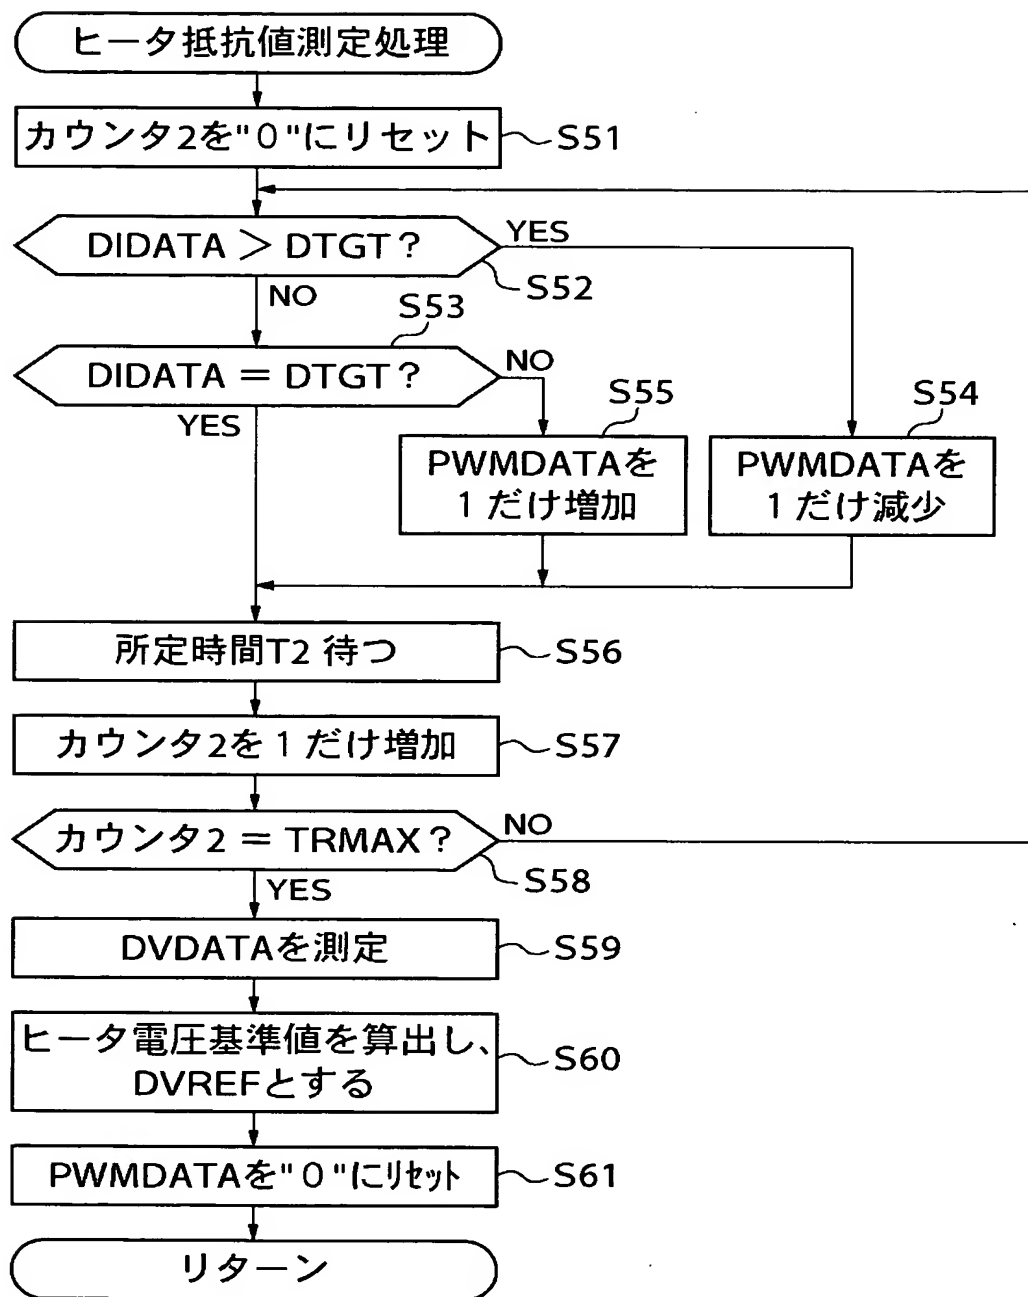 ヒータ抵抗値測定処理
カウンタ2を"0"にリセット
S51
DIDATA > DTGT?
YES
S52
NO
S53
DIDATA = DTGT?
NO
YES
S55
S54
PWMDATAを
1だけ増加
PWMDATAを
1だけ減少
所定時間T2 待つ
S56
カウンタ2を1だけ増加
S57
カウンタ2 = TRMAX?
NO
S58
YES
DVDATAを測定
S59
ヒータ電圧基準値を算出し、
DVREFとする
S60
PWMDATAを"0"にリセット
S61
リターン